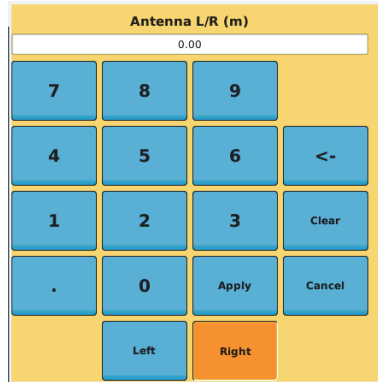 Antenna L/R (m)
0.00
7 8 9
4 5 6 <-
1 2 3 Clear
. 0 Apply Cancel
Left Right